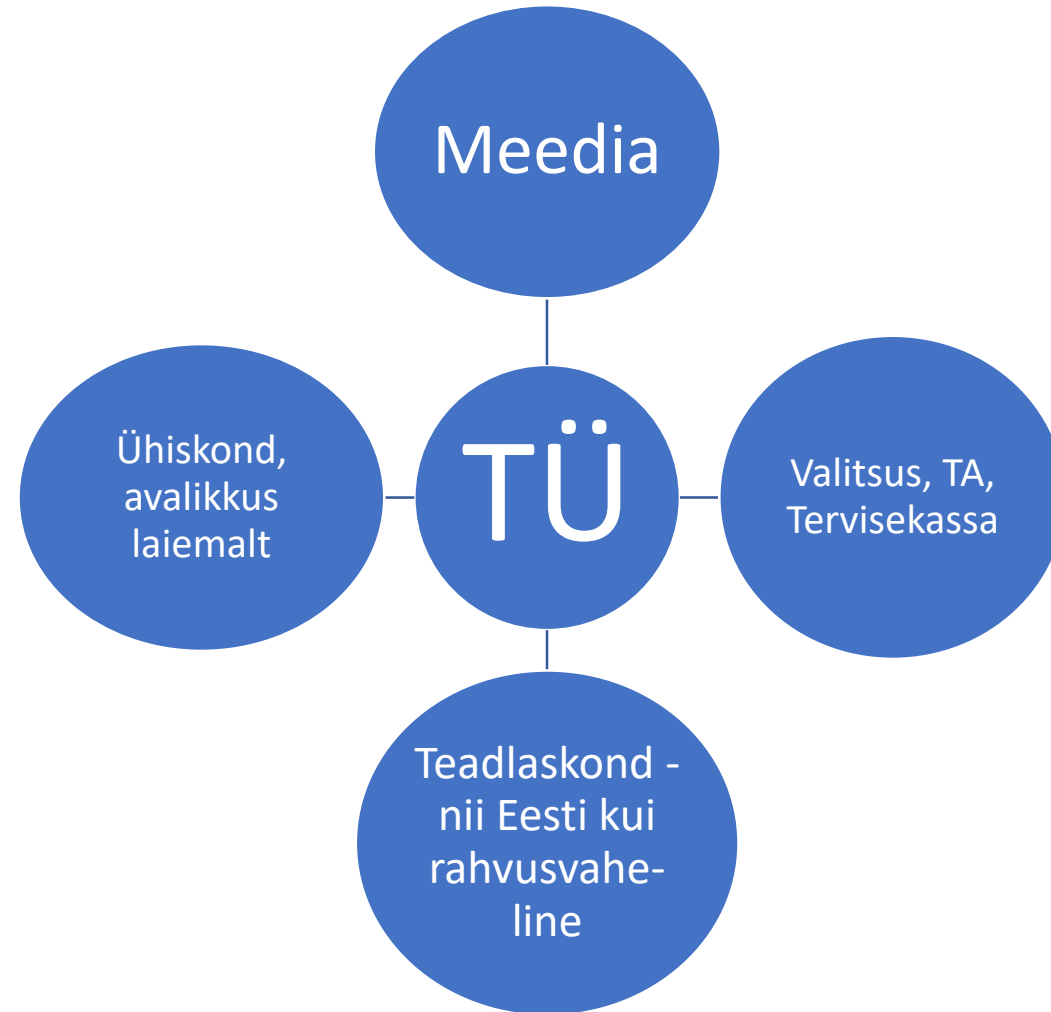 Meedia
Ühiskond,
avalikkus
laiemalt
TÜ
Valitsus, TA,
Tervisekassa
Teadlaskond -
nii Eesti kui
rahvusvahe-
line